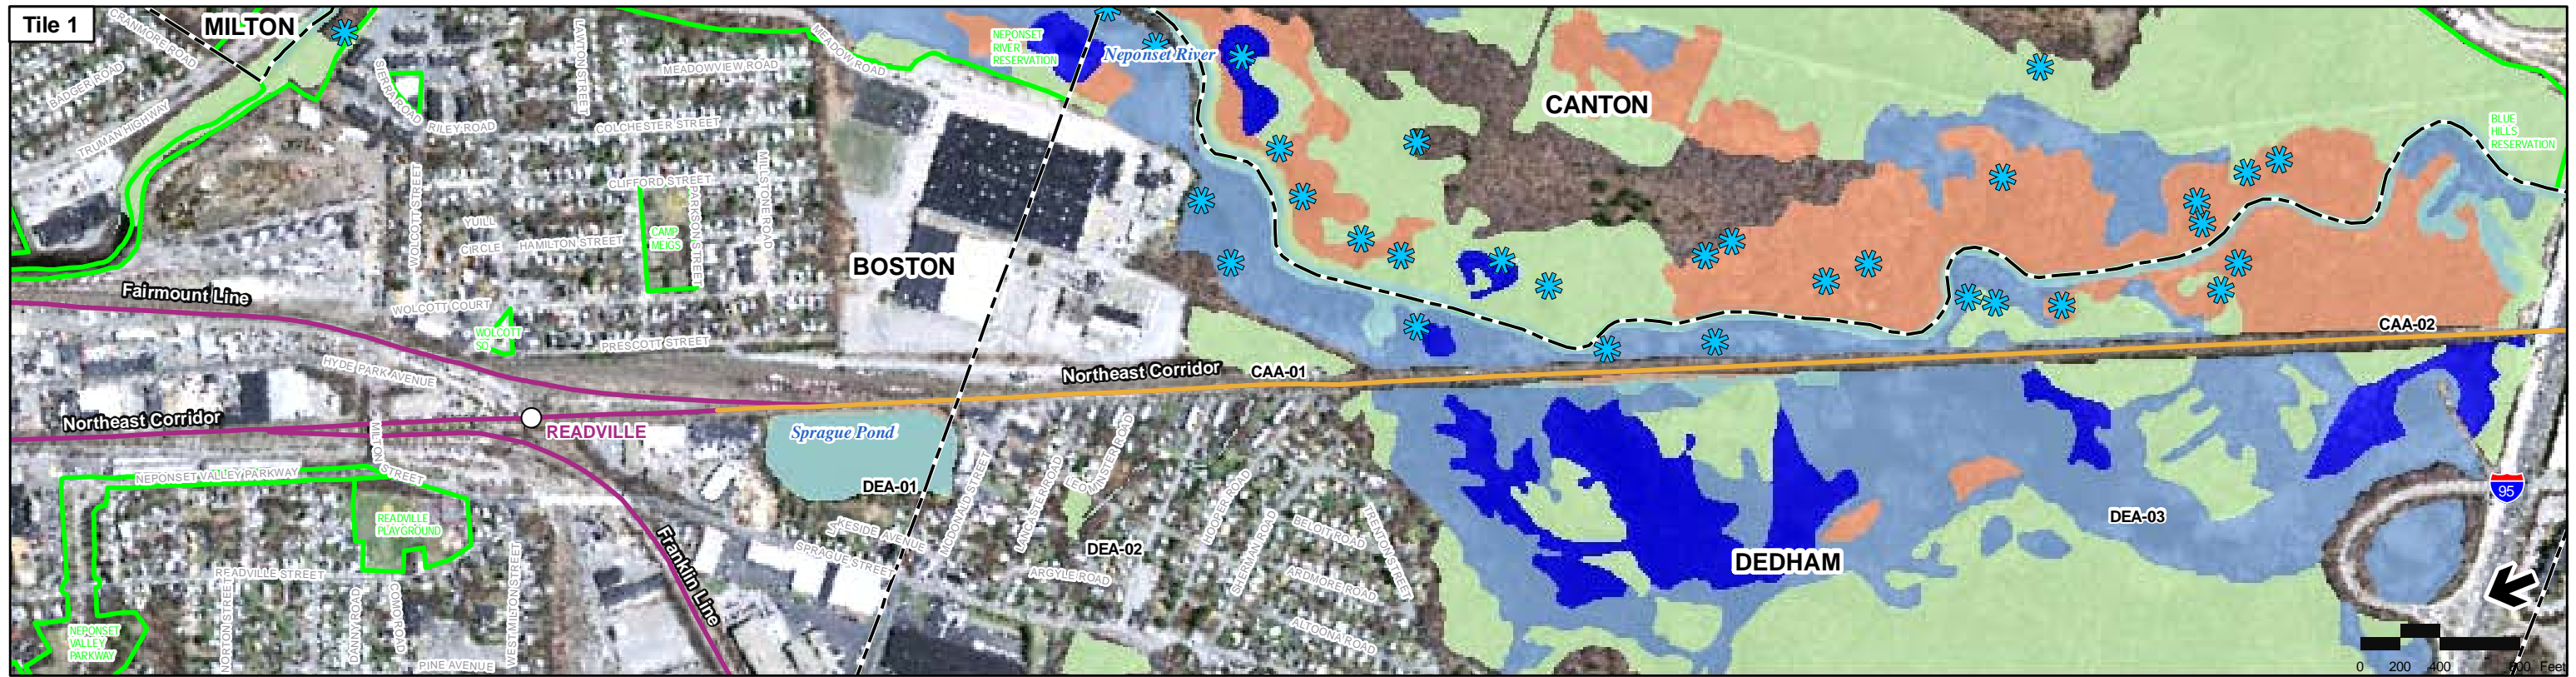 Tile 1
MILTON
CRANMORE ROAD
BADGER ROAD
TRUMAN HIGHWAY
SIERRA ROAD
RILEY ROAD
LANTON STREET
MEADOWVIEW ROAD
MEADOW ROAD
COLCHESTER STREET
CLIFFORD STREET
MILLSTONE ROAD
PARKSON STREET
WOLCOTT STREET
YUILL
CIRCLE
HAMILTON STREET
CAMP
MEIGS
WOLCOTT COURT
WOLCOTT
SQ
PRESCOTT STREET
NEPONSET
RIVER
RESERVATION
Neponset River
CANTON
BLUE
HILLS
RESERVATION
BOSTON
Fairmount Line
HYDE PARK AVENUE
Northeast Corridor
READVILLE
MILTON STREET
NEPONSET VALLEY PARKWAY
READVILLE
PLAYGROUND
READVILLE STREET
NORTON STREET
DANNY ROAD
COMO ROAD
WEST MILTON STREET
PINE AVENUE
NEPONSET
VALLEY
PARKWAY
Franklin Line
Sprague Pond
DEA-01
LAKESIDE AVENUE
SPRAGUE STREET
MCDONALD STREET
LANCASTER ROAD
LEOMINSTER ROAD
DEA-02
ARGYLE ROAD
HOOPER ROAD
SHERMAN ROAD
BELOIT ROAD
TRENTON STREET
ARDMORE ROAD
ALTOONA ROAD
Northeast Corridor
CAA-01
CAA-02
DEA-03
DEDHAM
95
0 200 400 800 Feet